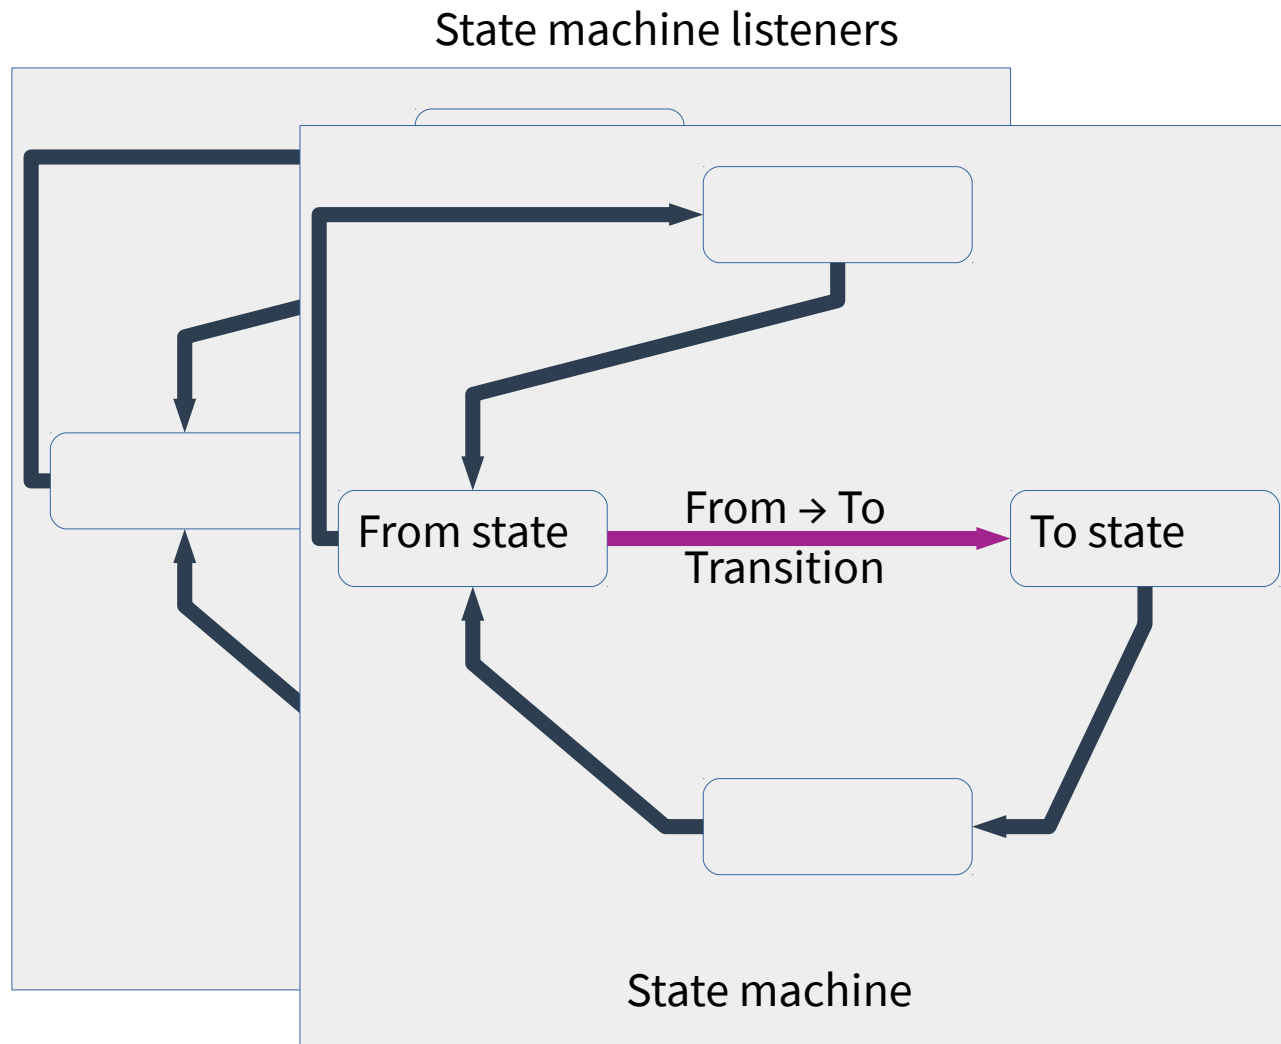 State machine listeners
From state
From → To
Transition
To state
State machine